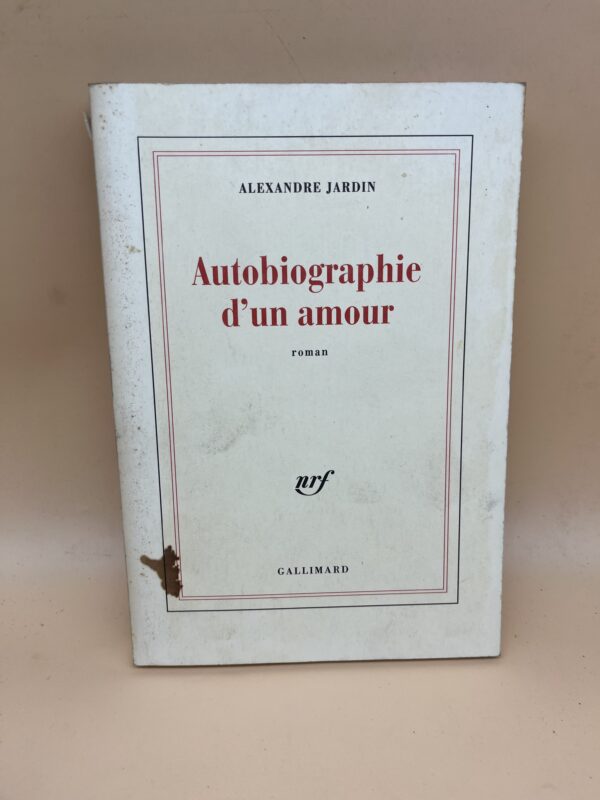 ALEXANDRE JARDIN
Autobiographie
d'un amour
roman
nrf
GALLIMARD